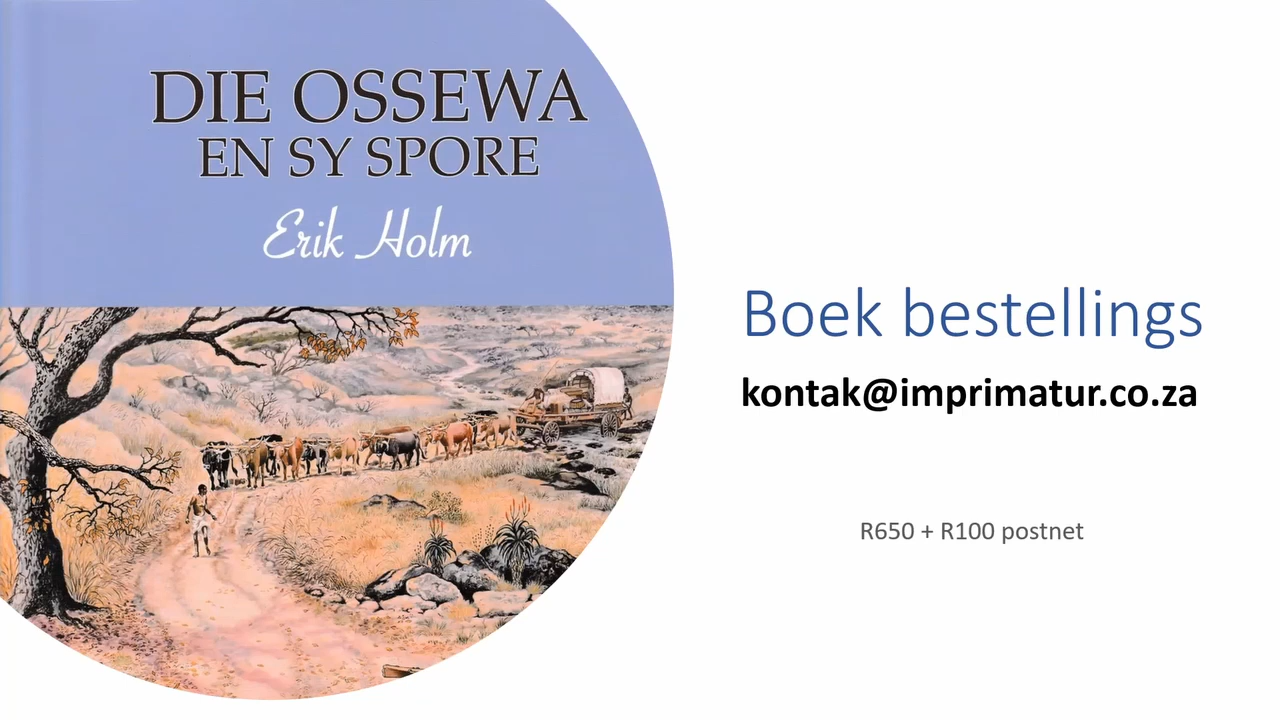 DIE OSSEWA
EN SY SPORE
Erik Holm
Boek bestellings
kontak@imprimatur.co.za
R650 + R100 postnet